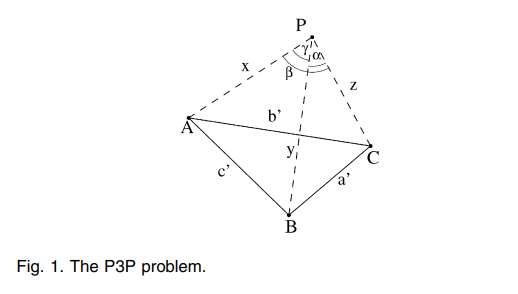 P
γ
α
x
β
z
b'
A
y
C
c'
a'
B
Fig. 1. The P3P problem.